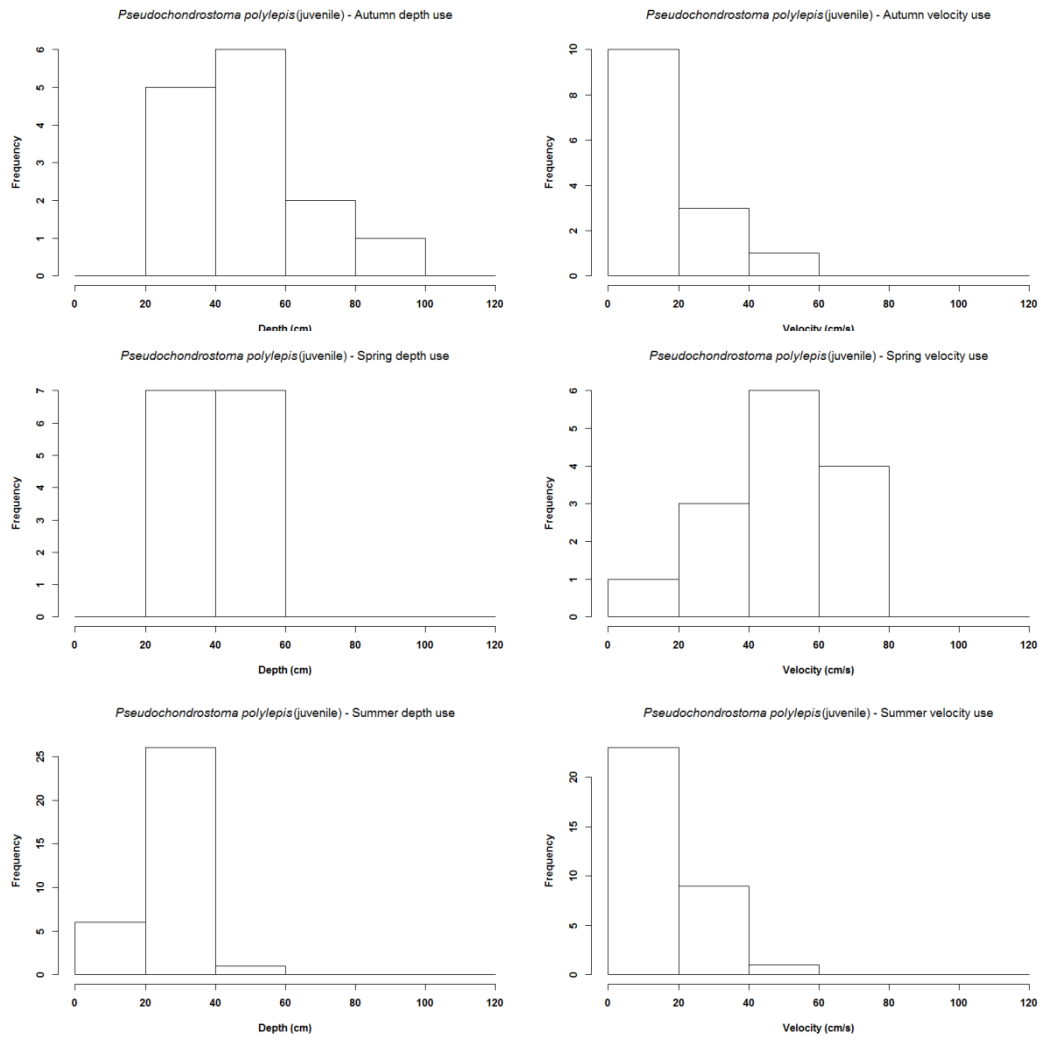 Pseudochondrostoma polylepis(juvenile) - Autumn depth use
Frequency
0 1 2 3 4 5 6
0 20 40 60 80 100 120
Depth (cm)
Pseudochondrostoma polylepis(juvenile) - Autumn velocity use
Frequency
0 2 4 6 8 10
0 20 40 60 80 100 120
Velocity (cm/s)
Pseudochondrostoma polylepis(juvenile) - Spring depth use
Frequency
0 1 2 3 4 5 6 7
0 20 40 60 80 100 120
Depth (cm)
Pseudochondrostoma polylepis(juvenile) - Spring velocity use
Frequency
0 1 2 3 4 5 6
0 20 40 60 80 100 120
Velocity (cm/s)
Pseudochondrostoma polylepis(juvenile) - Summer depth use
Frequency
0 5 10 15 20 25
0 20 40 60 80 100 120
Depth (cm)
Pseudochondrostoma polylepis(juvenile) - Summer velocity use
Frequency
0 5 10 15 20
0 20 40 60 80 100 120
Velocity (cm/s)